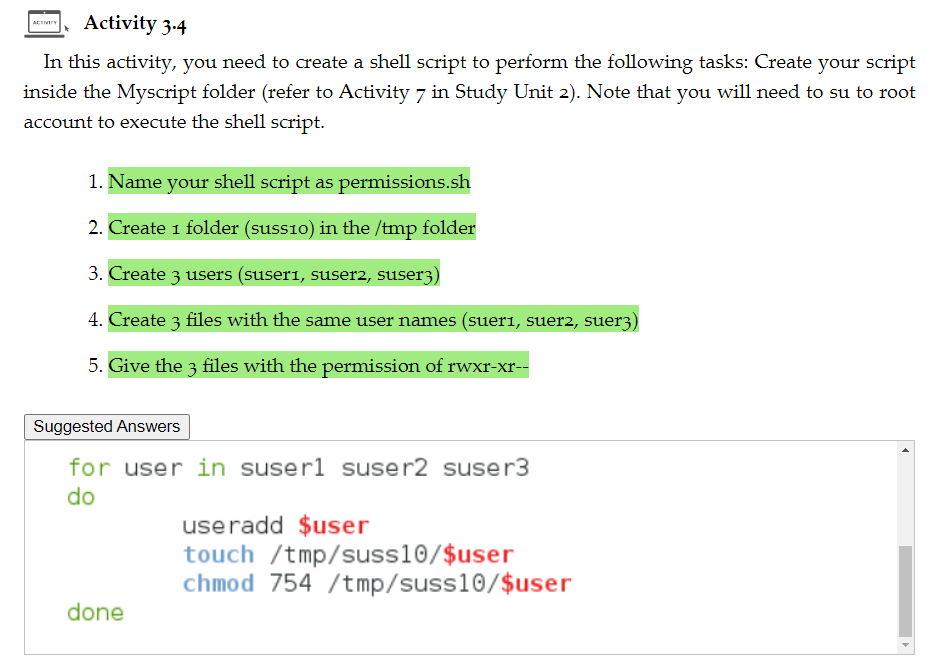 ACTIVITY
Activity 3.4
In this activity, you need to create a shell script to perform the following tasks: Create your script
inside the Myscript folder (refer to Activity 7 in Study Unit 2). Note that you will need to su to root
account to execute the shell script.
1. Name your shell script as permissions.sh
2. Create 1 folder (suss10) in the /tmp folder
3. Create 3 users (suser1, suser2, suser3)
4. Create 3 files with the same user names (suer1, suer2, suer3)
5. Give the 3 files with the permission of rwxr-xr--
Suggested Answers
for user in suser1 suser2 suser3
do
useradd $user
touch /tmp/suss10/$user
chmod 754 /tmp/suss10/$user
done